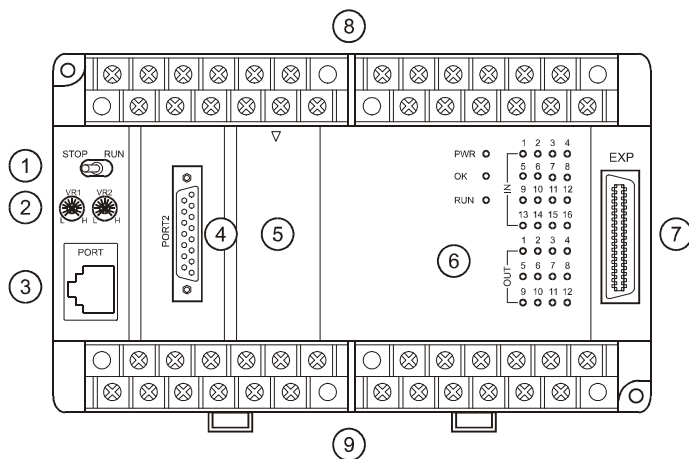 8
1
STOP RUN
2
VR1 VR2
L H L H
3
PORT
PORT2
4
5
PWR
OK
RUN
6
IN
1 2 3 4
5 6 7 8
9 10 11 12
13 14 15 16
OUT
1 2 3 4
5 6 7 8
9 10 11 12
EXP
7
9